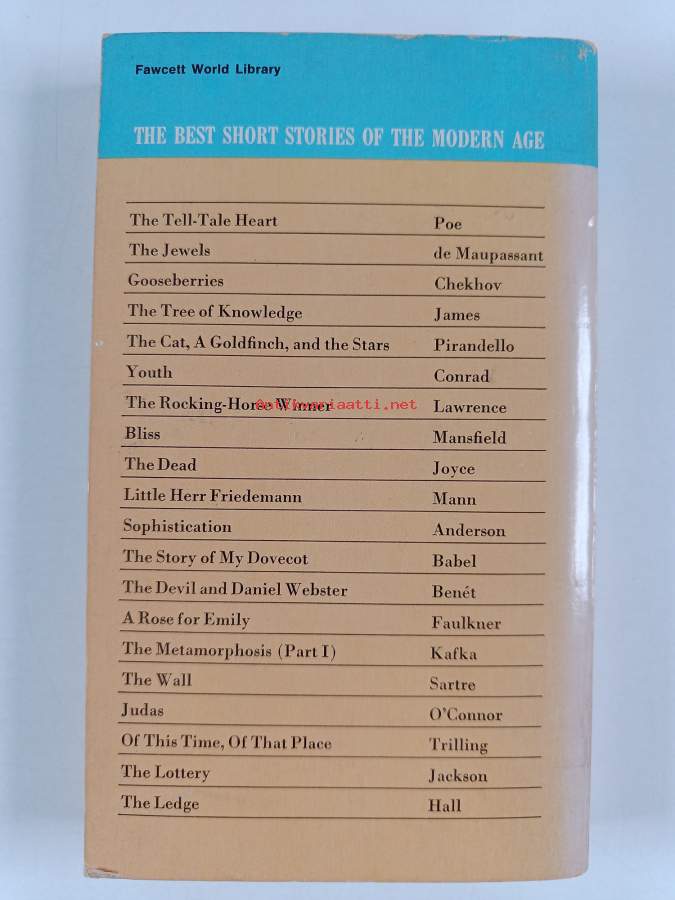 Fawcett World Library
THE BEST SHORT STORIES OF THE MODERN AGE
The Tell-Tale Heart Poe
The Jewels de Maupassant
Gooseberries Chekhov
The Tree of Knowledge James
The Cat, A Goldfinch, and the Stars Pirandello
Youth Conrad
The Rocking-Horse Winner Lawrence
antikvariaatti.net
Bliss Mansfield
The Dead Joyce
Little Herr Friedemann Mann
Sophistication Anderson
The Story of My Dovecot Babel
The Devil and Daniel Webster Benét
A Rose for Emily Faulkner
The Metamorphosis (Part I) Kafka
The Wall Sartre
Judas O'Connor
Of This Time, Of That Place Trilling
The Lottery Jackson
The Ledge Hall